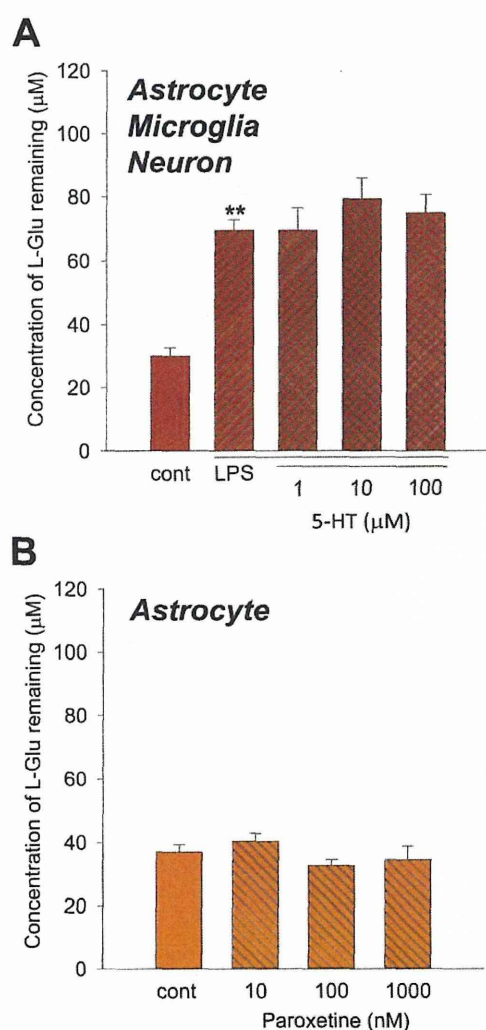 A
Astrocyte
Microglia
Neuron
Concentration of L-Glu remaining (μM)
120
100
80
60
40
20
0
**
cont LPS 1 10 100
5-HT (μM)
B
Astrocyte
Concentration of L-Glu remaining (μM)
120
100
80
60
40
20
0
cont 10 100 1000
Paroxetine (nM)